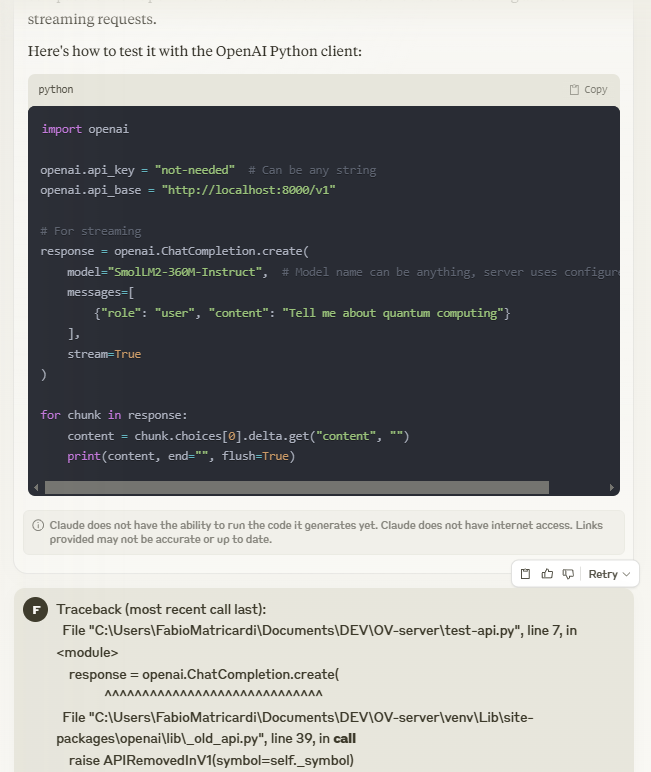 streaming requests.
Here's how to test it with the OpenAI Python client:
python
Copy
import openai
openai.api_key = "not-needed"  # Can be any string
openai.api_base = "http://localhost:8000/v1"
# For streaming
response = openai.ChatCompletion.create(
    model="SmolLM2-360M-Instruct",  # Model name can be anything, server uses configure
    messages=[
        {"role": "user", "content": "Tell me about quantum computing"}
    ],
    stream=True
)
for chunk in response:
    content = chunk.choices[0].delta.get("content", "")
    print(content, end="", flush=True)
Claude does not have the ability to run the code it generates yet. Claude does not have internet access. Links
provided may not be accurate or up to date.
Retry
F
Traceback (most recent call last):
File "C:\Users\FabioMatricardi\Documents\DEV\OV-server\test-api.py", line 7, in
<module>
response = openai.ChatCompletion.create(
^^^^^^^^^^^^^^^^^^^^^^^^^^^^^
File "C:\Users\FabioMatricardi\Documents\DEV\OV-server\venv\Lib\site-
packages\openai\lib\_old_api.py", line 39, in call
raise APIRemovedInV1(symbol=self._symbol)